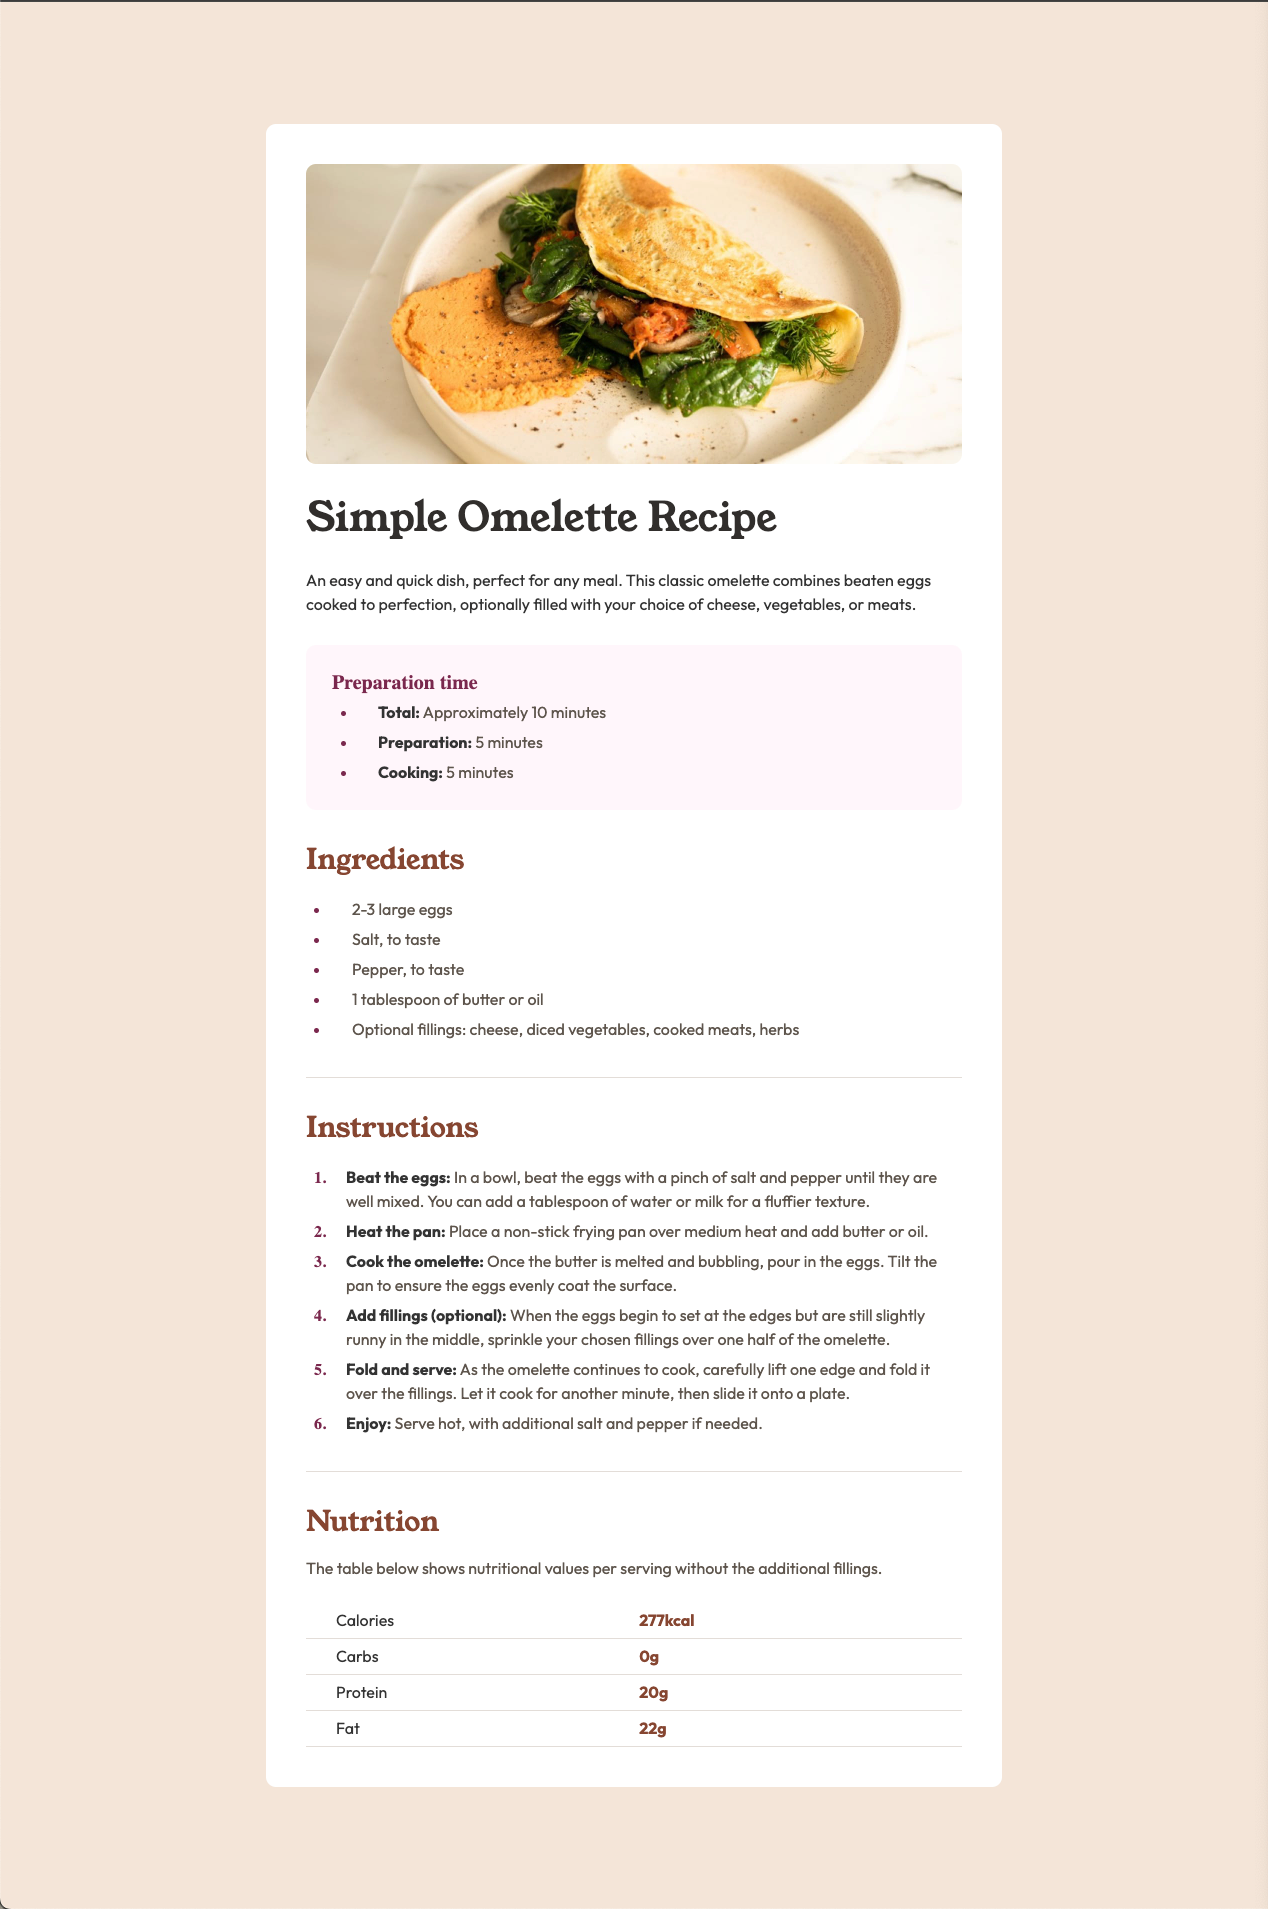 Simple Omelette Recipe
An easy and quick dish, perfect for any meal. This classic omelette combines beaten eggs
cooked to perfection, optionally filled with your choice of cheese, vegetables, or meats.
Preparation time
• Total: Approximately 10 minutes
• Preparation: 5 minutes
• Cooking: 5 minutes
Ingredients
• 2-3 large eggs
• Salt, to taste
• Pepper, to taste
• 1 tablespoon of butter or oil
• Optional fillings: cheese, diced vegetables, cooked meats, herbs
Instructions
1. Beat the eggs: In a bowl, beat the eggs with a pinch of salt and pepper until they are
well mixed. You can add a tablespoon of water or milk for a fluffier texture.
2. Heat the pan: Place a non-stick frying pan over medium heat and add butter or oil.
3. Cook the omelette: Once the butter is melted and bubbling, pour in the eggs. Tilt the
pan to ensure the eggs evenly coat the surface.
4. Add fillings (optional): When the eggs begin to set at the edges but are still slightly
runny in the middle, sprinkle your chosen fillings over one half of the omelette.
5. Fold and serve: As the omelette continues to cook, carefully lift one edge and fold it
over the fillings. Let it cook for another minute, then slide it onto a plate.
6. Enjoy: Serve hot, with additional salt and pepper if needed.
Nutrition
The table below shows nutritional values per serving without the additional fillings.
Calories 277kcal
Carbs 0g
Protein 20g
Fat 22g